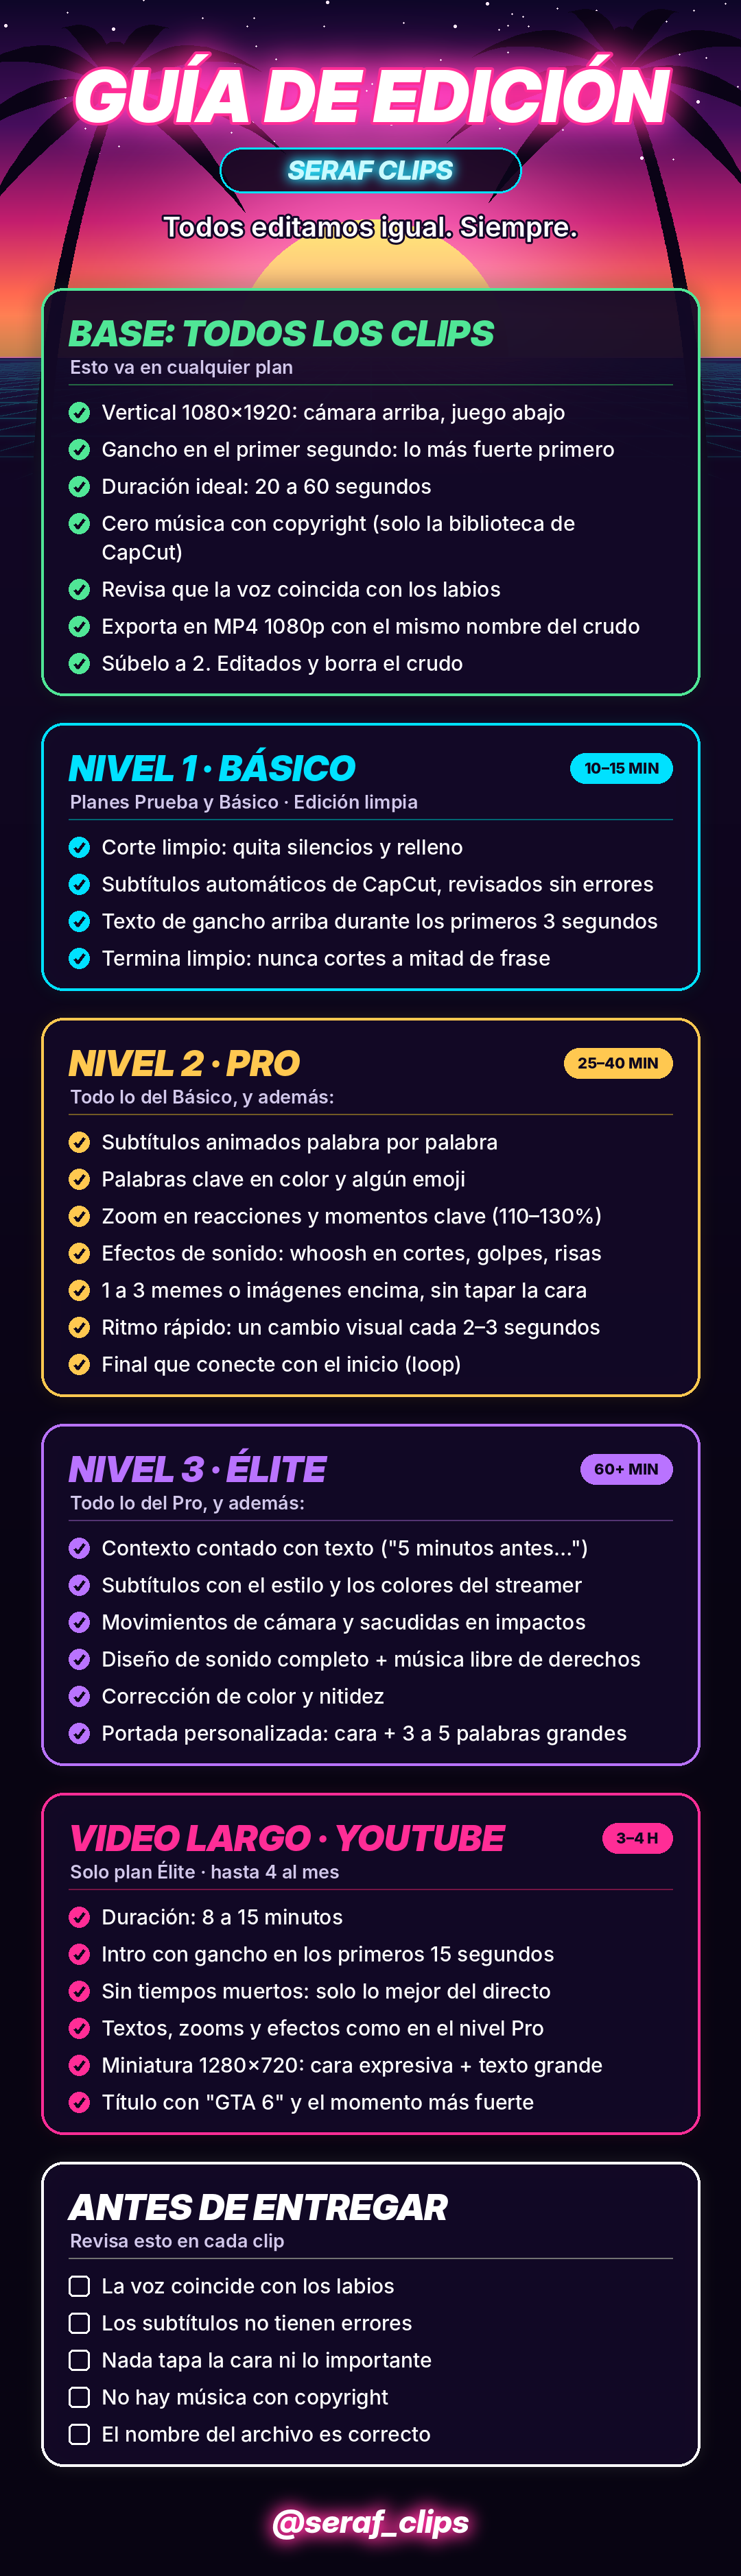 GUÍA DE EDICIÓN
SERAF CLIPS
Todos editamos igual. Siempre.
BASE: TODOS LOS CLIPS
Esto va en cualquier plan
Vertical 1080×1920: cámara arriba, juego abajo
Gancho en el primer segundo: lo más fuerte primero
Duración ideal: 20 a 60 segundos
Cero música con copyright (solo la biblioteca de
CapCut)
Revisa que la voz coincida con los labios
Exporta en MP4 1080p con el mismo nombre del crudo
Súbelo a 2. Editados y borra el crudo
NIVEL 1 · BÁSICO
10–15 MIN
Planes Prueba y Básico · Edición limpia
Corte limpio: quita silencios y relleno
Subtítulos automáticos de CapCut, revisados sin errores
Texto de gancho arriba durante los primeros 3 segundos
Termina limpio: nunca cortes a mitad de frase
NIVEL 2 · PRO
25–40 MIN
Todo lo del Básico, y además:
Subtítulos animados palabra por palabra
Palabras clave en color y algún emoji
Zoom en reacciones y momentos clave (110–130%)
Efectos de sonido: whoosh en cortes, golpes, risas
1 a 3 memes o imágenes encima, sin tapar la cara
Ritmo rápido: un cambio visual cada 2–3 segundos
Final que conecte con el inicio (loop)
NIVEL 3 · ÉLITE
60+ MIN
Todo lo del Pro, y además:
Contexto contado con texto ("5 minutos antes...")
Subtítulos con el estilo y los colores del streamer
Movimientos de cámara y sacudidas en impactos
Diseño de sonido completo + música libre de derechos
Corrección de color y nitidez
Portada personalizada: cara + 3 a 5 palabras grandes
VIDEO LARGO · YOUTUBE
3–4 H
Solo plan Élite · hasta 4 al mes
Duración: 8 a 15 minutos
Intro con gancho en los primeros 15 segundos
Sin tiempos muertos: solo lo mejor del directo
Textos, zooms y efectos como en el nivel Pro
Miniatura 1280×720: cara expresiva + texto grande
Título con "GTA 6" y el momento más fuerte
ANTES DE ENTREGAR
Revisa esto en cada clip
La voz coincide con los labios
Los subtítulos no tienen errores
Nada tapa la cara ni lo importante
No hay música con copyright
El nombre del archivo es correcto
@seraf_clips